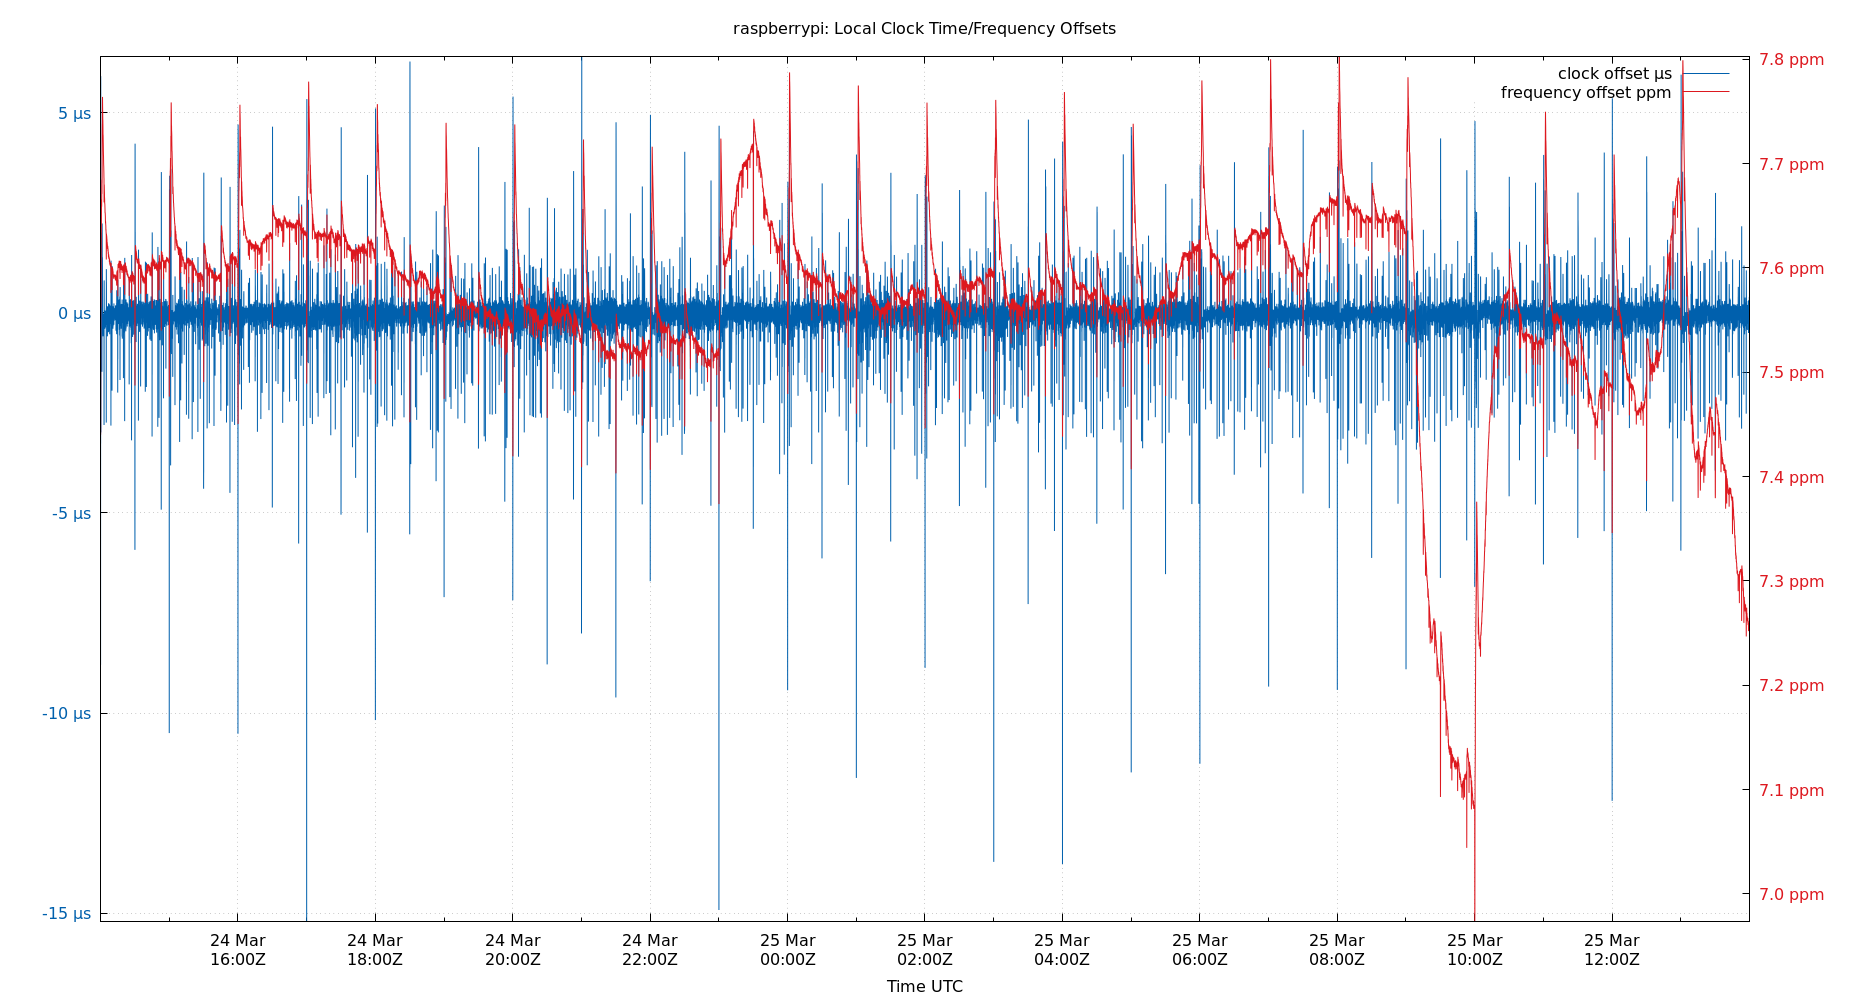 raspberrypi: Local Clock Time/Frequency Offsets
clock offset µs
frequency offset ppm
5 µs
0 µs
-5 µs
-10 µs
-15 µs
7.8 ppm
7.7 ppm
7.6 ppm
7.5 ppm
7.4 ppm
7.3 ppm
7.2 ppm
7.1 ppm
7.0 ppm
24 Mar
16:00Z
24 Mar
18:00Z
24 Mar
20:00Z
24 Mar
22:00Z
25 Mar
00:00Z
25 Mar
02:00Z
25 Mar
04:00Z
25 Mar
06:00Z
25 Mar
08:00Z
25 Mar
10:00Z
25 Mar
12:00Z
Time UTC